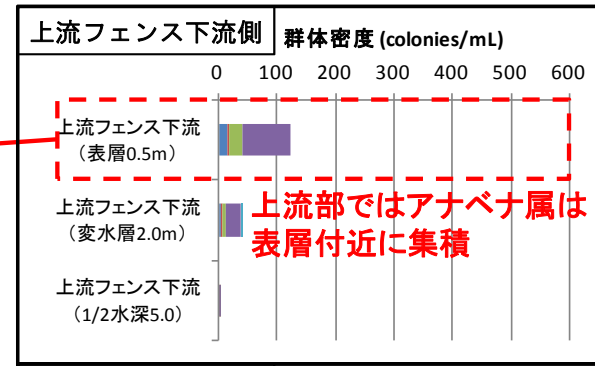 上流フェンス下流側
群体密度 (colonies/mL)
0 100 200 300 400 500 600
上流フェンス下流
（表層0.5m）
上流フェンス下流
（変水層2.0m）
上流部ではアナベナ属は
表層付近に集積
上流フェンス下流
（1/2水深5.0）